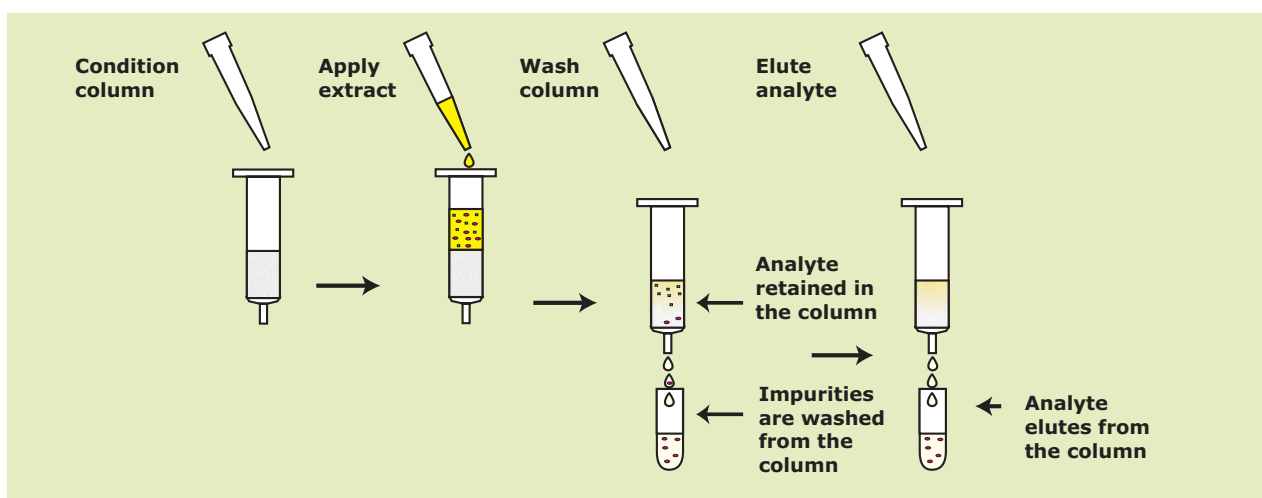 Condition
column
Apply
extract
Wash
column
Elute
analyte
Analyte
retained in
the column
Impurities
are washed
from the
column
Analyte
elutes from
the column